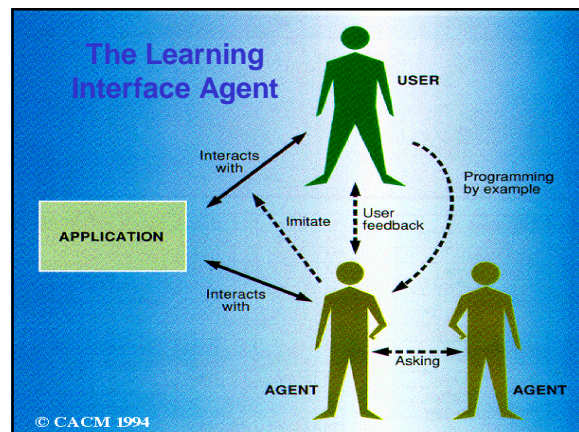 The Learning
Interface Agent
USER
Interacts
with
Programming
by example
Imitate
User
feedback
APPLICATION
Interacts
with
Asking
AGENT
AGENT
© CACM 1994